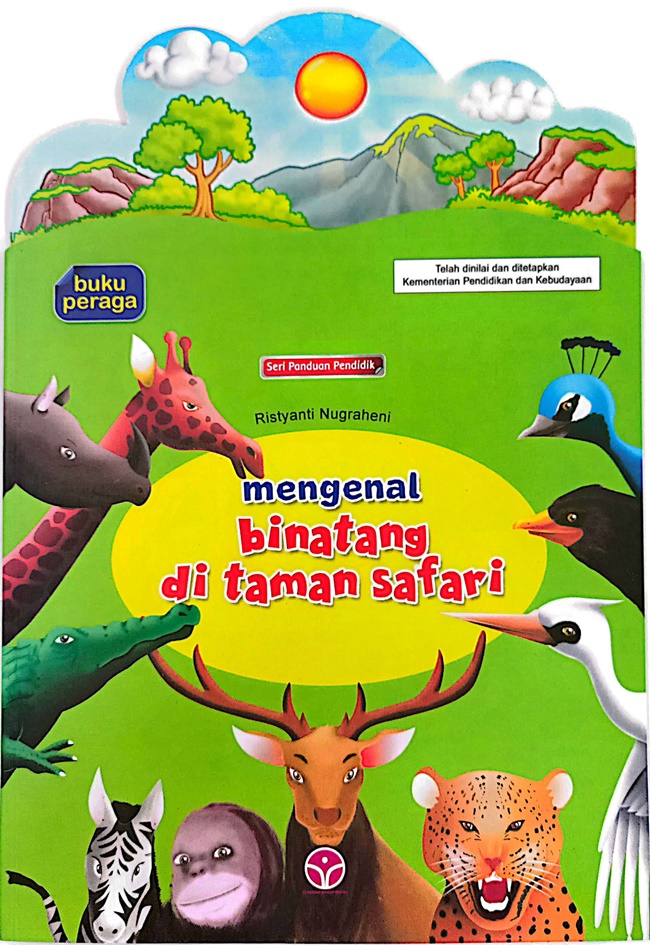 buku
peraga
Telah dinilai dan ditetapkan
Kementerian Pendidikan dan Kebudayaan
Seri Panduan Pendidik
Ristyanti Nugraheni
mengenal
binatang
di taman safari